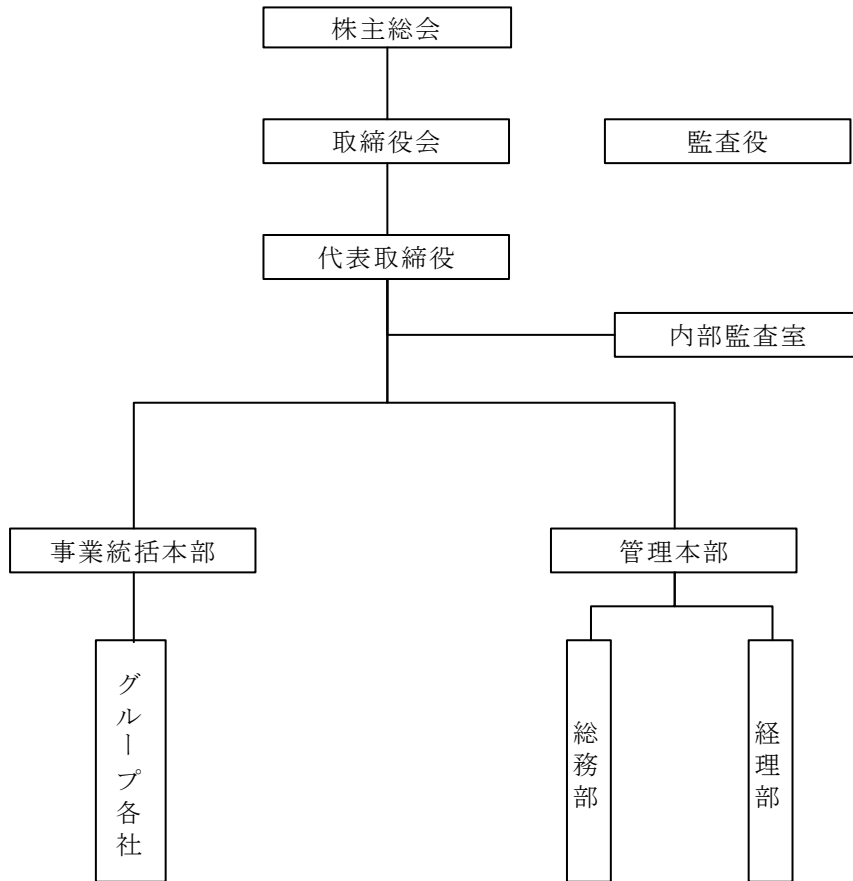 株主総会
取締役会
監査役
代表取締役
内部監査室
事業統括本部
管理本部
グループ各社
総務部
経理部